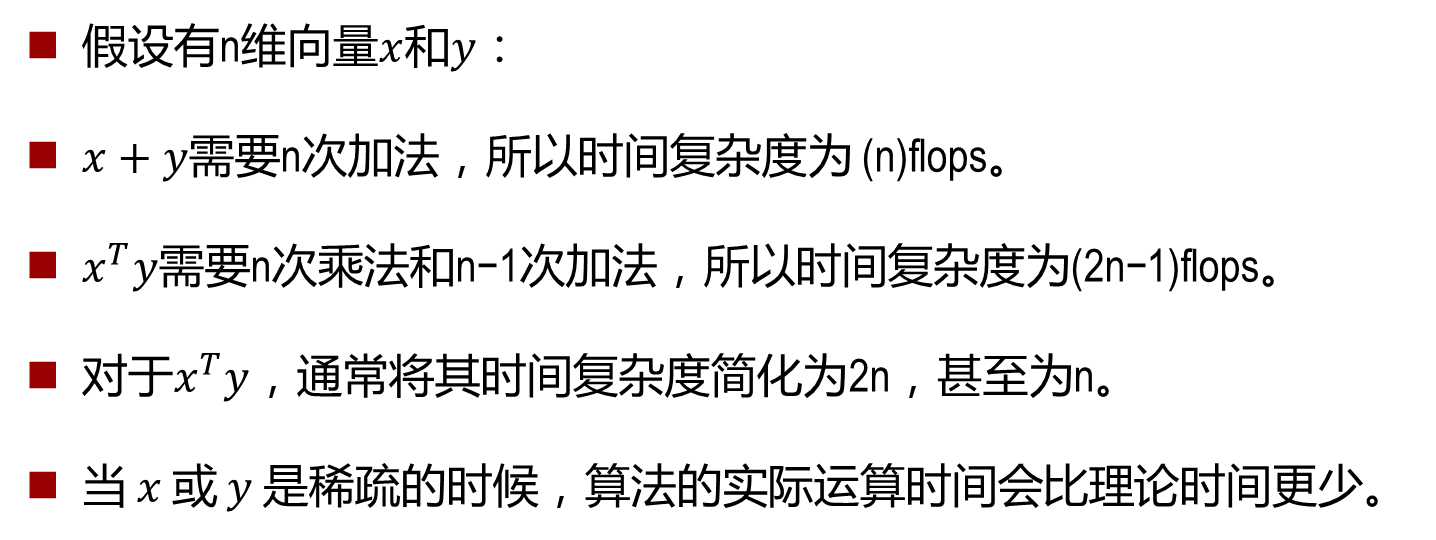 假设有n维向量x和y：
x + y需要n次加法，所以时间复杂度为 (n)flops。
xᵀy需要n次乘法和n−1次加法，所以时间复杂度为(2n−1)flops。
对于xᵀy，通常将其时间复杂度简化为2n，甚至为n。
当 x 或 y 是稀疏的时候，算法的实际运算时间会比理论时间更少。